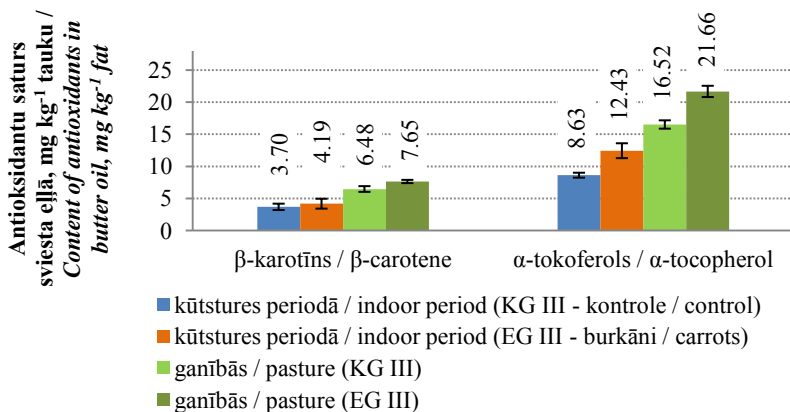 Antioksidantu saturs
sviesta eļļā, mg kg⁻¹ tauku /
Content of antioxidants in
butter oil, mg kg⁻¹ fat
25
20
15
10
5
0
3.70
4.19
6.48
7.65
8.63
12.43
16.52
21.66
β-karotīns / β-carotene
α-tokoferols / α-tocopherol
kūtstures periodā / indoor period (KG III - kontrole / control)
kūtstures periodā / indoor period (EG III - burkāni / carrots)
ganībās / pasture (KG III)
ganībās / pasture (EG III)